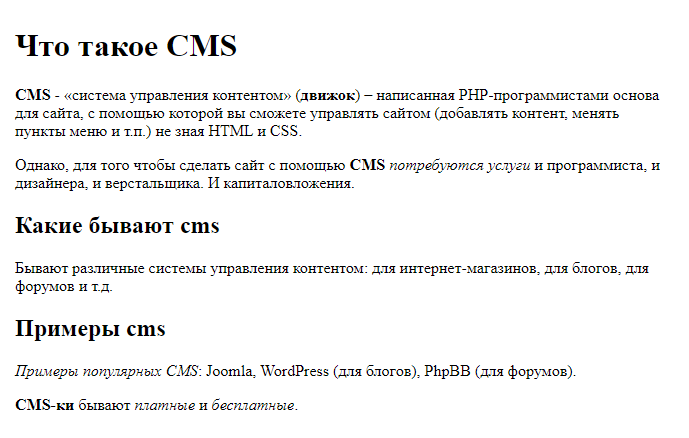 Что такое CMS
CMS - «система управления контентом» (движок) – написанная PHP-программистами основа
для сайта, с помощью которой вы сможете управлять сайтом (добавлять контент, менять
пункты меню и т.п.) не зная HTML и CSS.
Однако, для того чтобы сделать сайт с помощью CMS потребуются услуги и программиста, и
дизайнера, и верстальщика. И капиталовложения.
Какие бывают cms
Бывают различные системы управления контентом: для интернет-магазинов, для блогов, для
форумов и т.д.
Примеры cms
Примеры популярных CMS: Joomla, WordPress (для блогов), PhpBB (для форумов).
CMS-ки бывают платные и бесплатные.